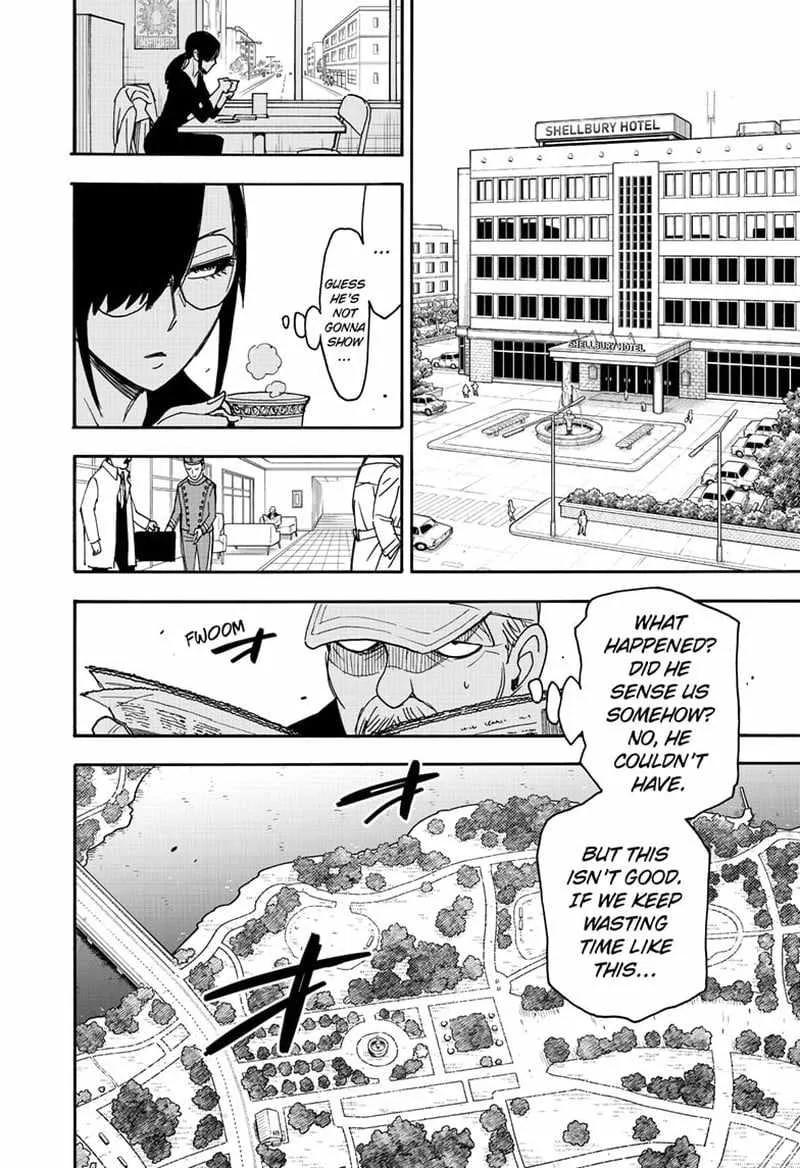 SHELLBURY HOTEL
SHELLBURY HOTEL
...
GUESS
HE'S
NOT
GONNA
SHOW
...
FWOOM
WHAT
HAPPENED?
DID HE
SENSE US
SOMEHOW?
NO, HE
COULDN'T
HAVE.
BUT THIS
ISN'T GOOD.
IF WE KEEP
WASTING
TIME LIKE
THIS...